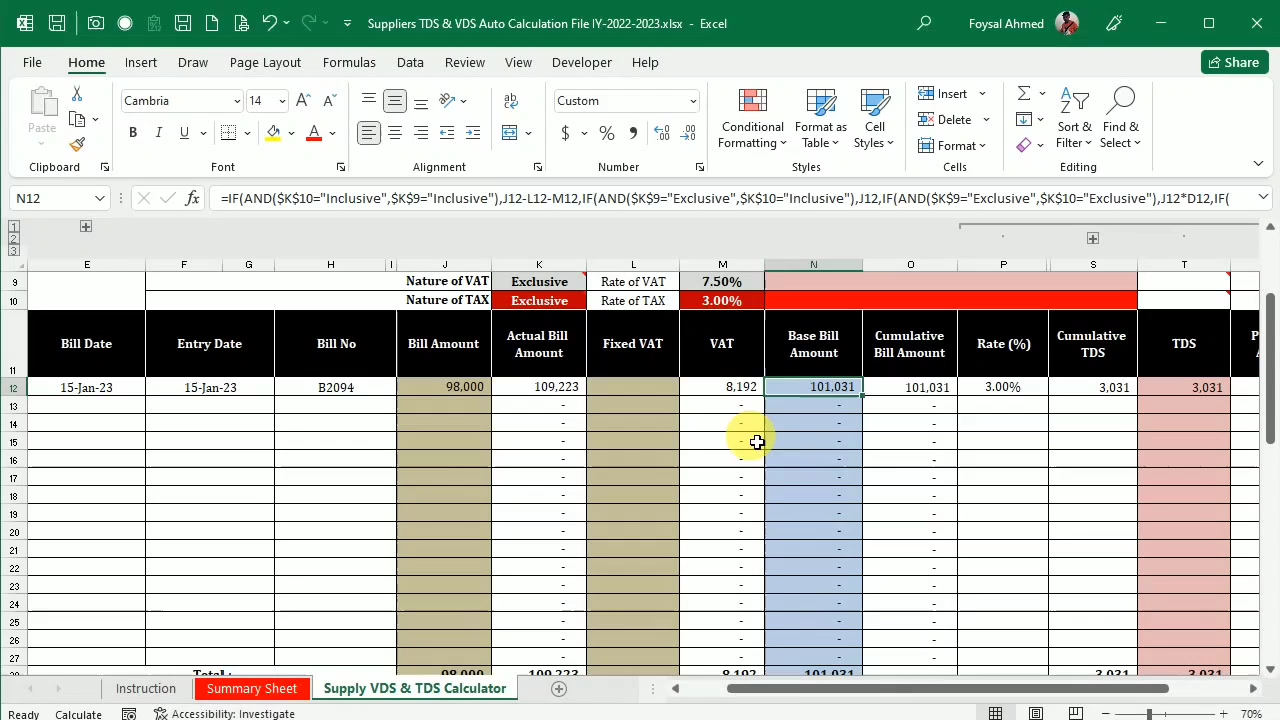 Suppliers TDS & VDS Auto Calculation File IY-2022-2023.xlsx - Excel
Foysal Ahmed
File Home Insert Draw Page Layout Formulas Data Review View Developer Help
Share
Paste
Cambria 14
B I U
Custom
$ % 9
Conditional Formatting
Format as Table
Cell Styles
Insert
Delete
Format
Sort & Filter
Find & Select
Clipboard Font Alignment Number Styles Cells Editing
N12 fx =IF(AND($K$10="Inclusive",$K$9="Inclusive"),J12-L12-M12,IF(AND($K$9="Exclusive",$K$10="Inclusive"),J12,IF(AND($K$9="Exclusive",$K$10="Exclusive"),J12*D12,IF(
1
2
3
E F G H I J K L M N O P S T
9 Nature of VAT Exclusive Rate of VAT 7.50%
10 Nature of TAX Exclusive Rate of TAX 3.00%
11 Bill Date Entry Date Bill No Bill Amount Actual Bill Amount Fixed VAT VAT Base Bill Amount Cumulative Bill Amount Rate (%) Cumulative TDS TDS
12 15-Jan-23 15-Jan-23 B2094 98,000 109,223 8,192 101,031 101,031 3.00% 3,031 3,031
13 - - - -
14 - - - -
15 - - - -
16 - - - -
17 - - - -
18 - - - -
19 - - - -
20 - - - -
21 - - - -
22 - - - -
23 - - - -
24 - - - -
25 - - - -
26 - - - -
27 - - - -
28 Total : 98,000 109,223 8,192 101,031 3,031 3,031
Instruction Summary Sheet Supply VDS & TDS Calculator
Ready Calculate Accessibility: Investigate 70%